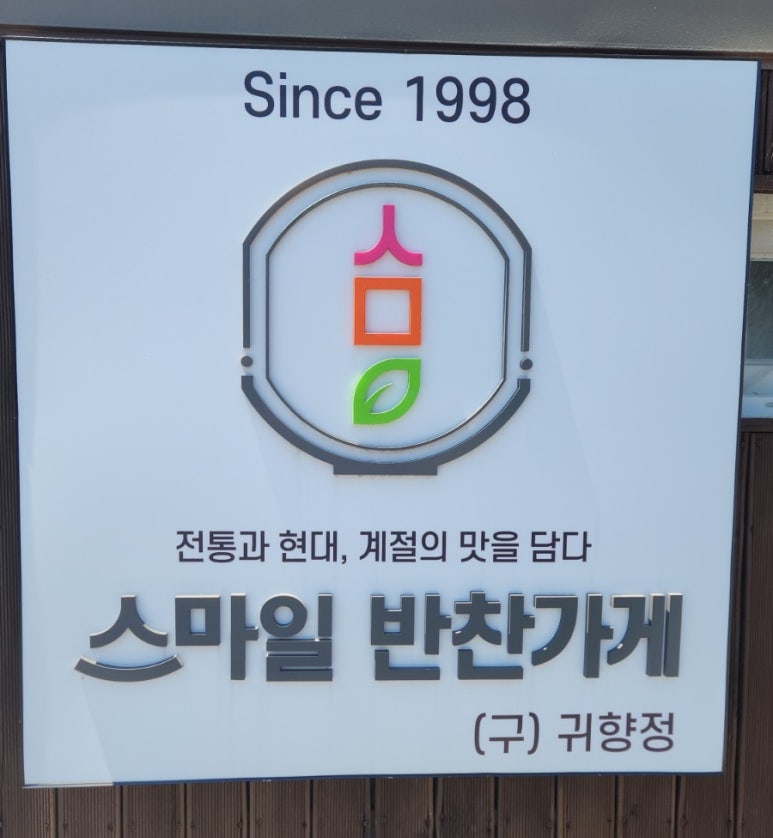 Since 1998
스
ㅁ
전통과 현대, 계절의 맛을 담다
스마일 반찬가게
(구) 귀향정